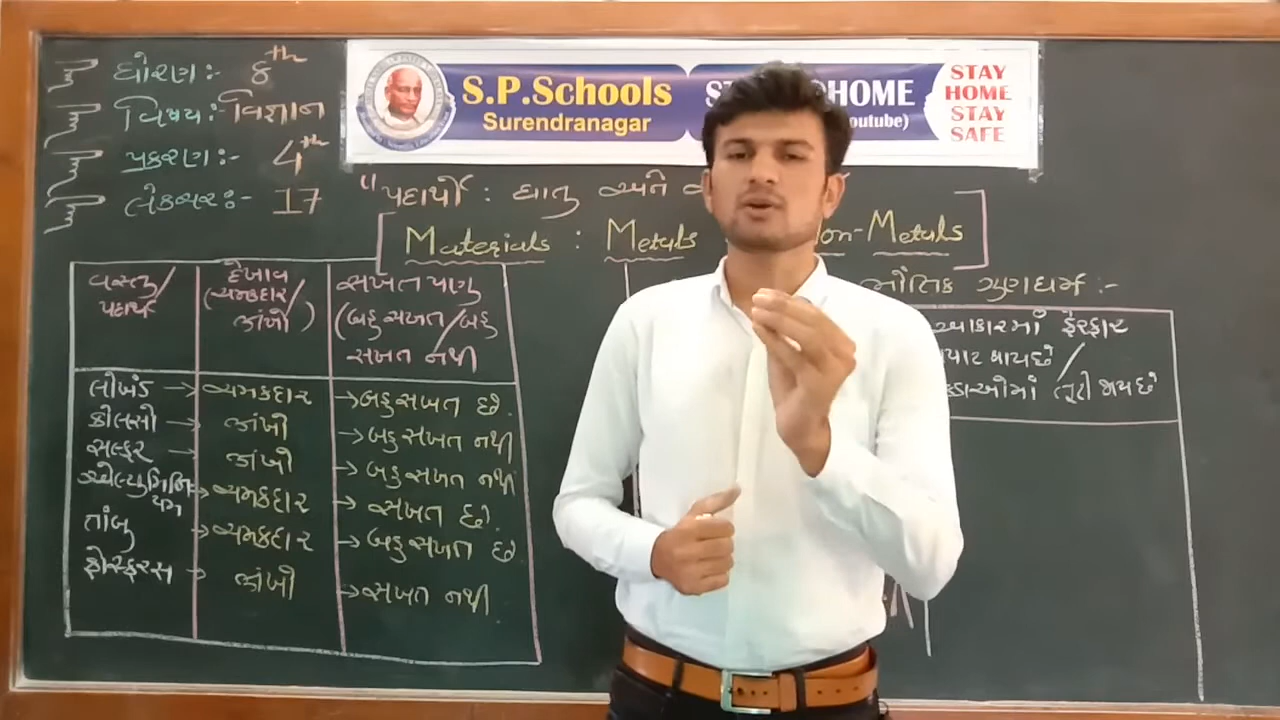 ધોરણ :- 8th
વિષય :- વિજ્ઞાન
પ્રકરણ :- 4th
લેક્ચર :- 17
S.P.Schools
Surendranagar
HOME
outube)
STAY
HOME
STAY
SAFE
"પદાર્થો : ધાતુ અને
Materials : Metals on-Metals
વસ્તુ/
પદાર્થ
દેખાવ
(ચમકદાર/
ઝાંખો)
સખતપણુ
(બહુ સખત/બહુ
સખત નથી
લોખંડ → ચમકદાર → બહુ સખત છે.
કોલસો → ઝાંખો → બહુ સખત નથી
સલ્ફર → ઝાંખો → બહુ સખત નથી
એલ્યુમિનિયમ → ચમકદાર → સખત છે.
તાંબુ → ચમકદાર → બહુ સખત છે
ફોસ્ફરસ → ઝાંખો → સખત નથી
ભૌતિક ગુણધર્મ :-
આકારમાં ફેરફાર
પાટ થાય છે /
કડાઓમાં તૂટી જાય છે